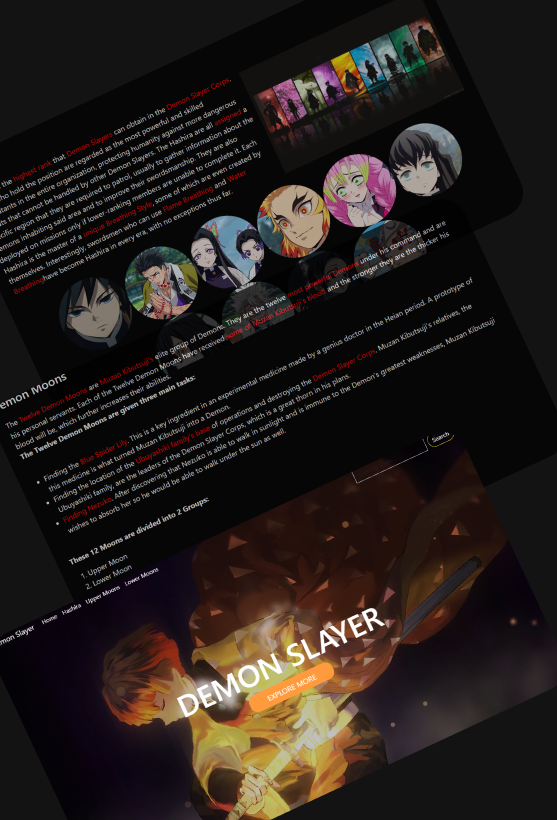 the highest rank that Demon Slayers can obtain in the Demon Slayer Corps.
ho hold the position are regarded as the most powerful and skilled
tants in the entire organization, protecting humanity against more dangerous
s that cannot be handled by other Demon Slayers. The Hashira are all assigned a
cific region that they are required to patrol, usually to gather information about the
emons inhabiting said area and to improve their swordsmanship. They are also
deployed on missions only if lower-ranking members are unable to complete it. Each
Hashira is the master of a unique Breathing Style, some of which are even created by
themselves. Interestingly, swordsmen who can use Flame Breathing and Water
Breathing have become Hashira in every era, with no exceptions thus far.
emon Moons
The Twelve Demon Moons are Muzan Kibutsuji's elite group of Demons. They are the twelve most powerful Demons under his command and are
his personal servants. Each of the Twelve Demon Moons have received some of Muzan Kibutsuji's blood and the stronger they are the thicker his
blood will be, which further increases their abilities.
The Twelve Demon Moons are given three main tasks:
• Finding the Blue Spider Lily. This is a key ingredient in an experimental medicine made by a genius doctor in the Heian period. A prototype of
this medicine is what turned Muzan Kibutsuji into a Demon.
• Finding the location of the Ubuyashiki family's base of operations and destroying the Demon Slayer Corps. Muzan Kibutsuji's relatives, the
Ubuyashiki family, are the leaders of the Demon Slayer Corps, which is a great thorn in his plans.
• Finding Nezuko. After discovering that Nezuko is able to walk in sunlight and is immune to the Demon's greatest weaknesses, Muzan Kibutsuji
wishes to absorb her so he would be able to walk under the sun as well.
These 12 Moons are divided into 2 Groups:
1. Upper Moon
2. Lower Moon
emon Slayer Home Hashira Upper Moons Lower Moons
Search
DEMON SLAYER
EXPLORE MORE